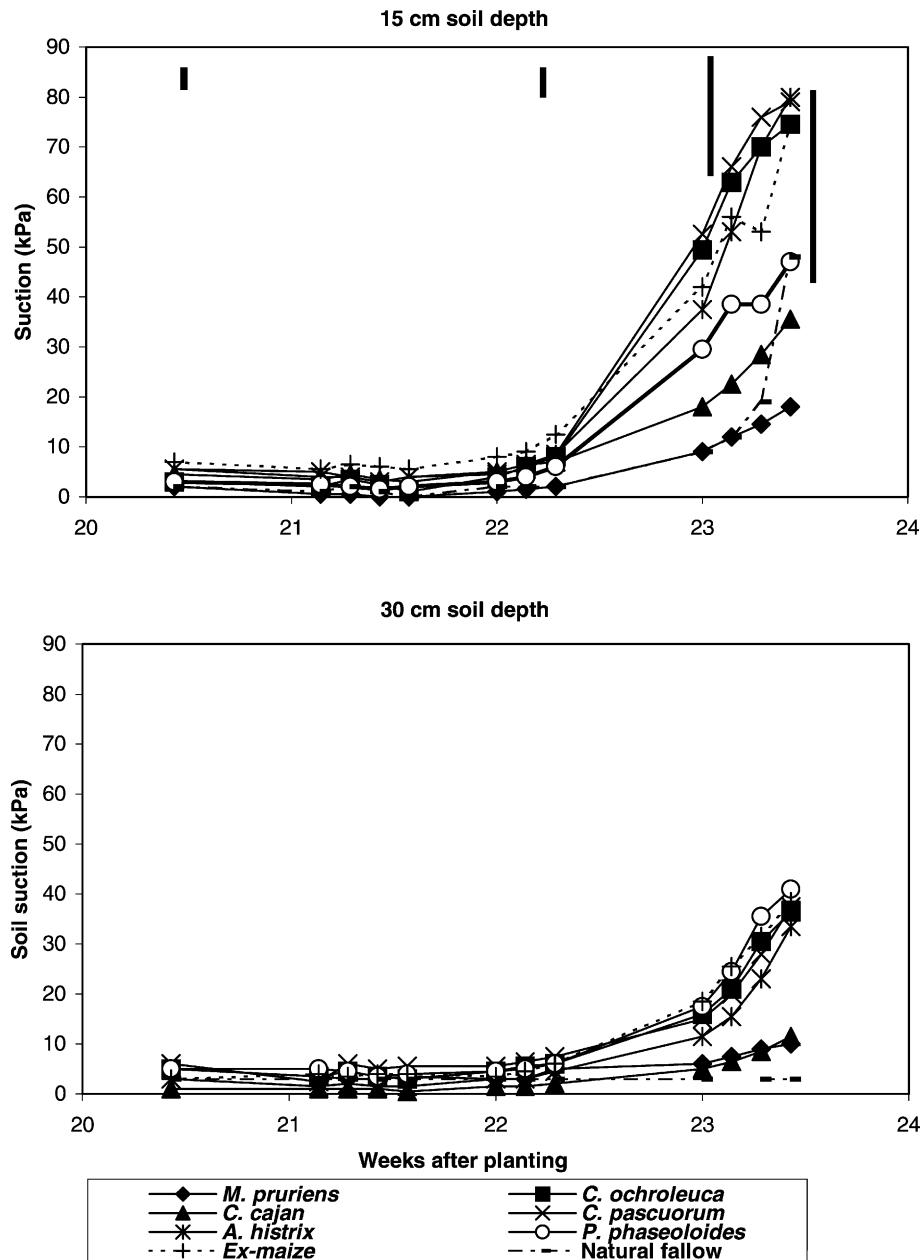 15 cm soil depth
90
80
70
60
50
40
30
20
10
0
Suction (kPa)
20 21 22 23 24
30 cm soil depth
90
80
70
60
50
40
30
20
10
0
Soil suction (kPa)
20 21 22 23 24
Weeks after planting
M. pruriens C. ochroleuca
C. cajan C. pascuorum
A. histrix P. phaseoloides
Ex-maize Natural fallow